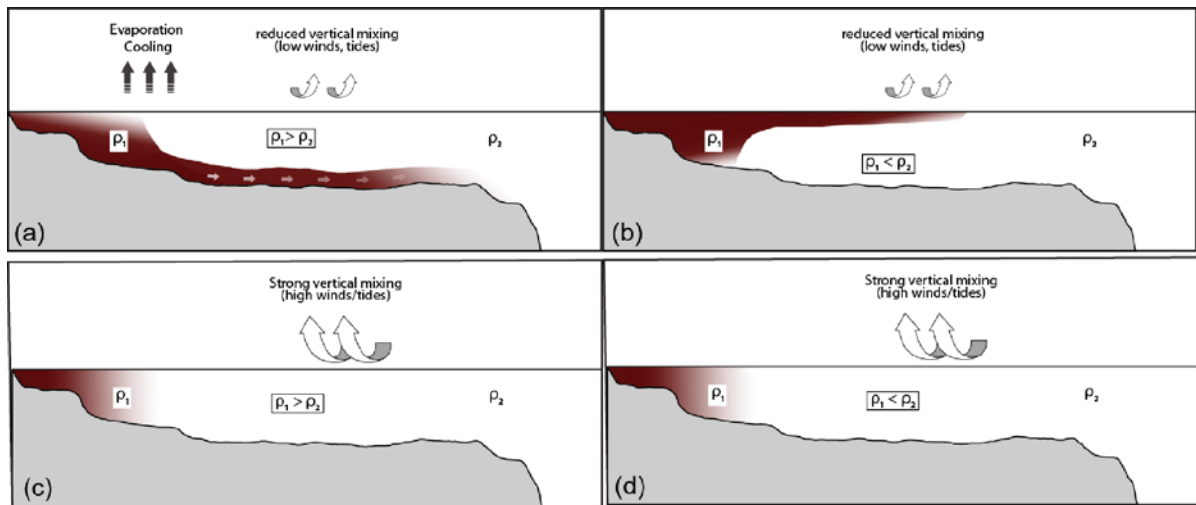 Evaporation
Cooling
reduced vertical mixing
(low winds, tides)
ρ₁
ρ₁> ρ₂
ρ₂
(a)
reduced vertical mixing
(low winds, tides)
ρ₁
ρ₁< ρ₂
ρ₂
(b)
Strong vertical mixing
(high winds/tides)
ρ₁
ρ₁> ρ₂
ρ₂
(c)
Strong vertical mixing
(high winds/tides)
ρ₁
ρ₁< ρ₂
ρ₂
(d)